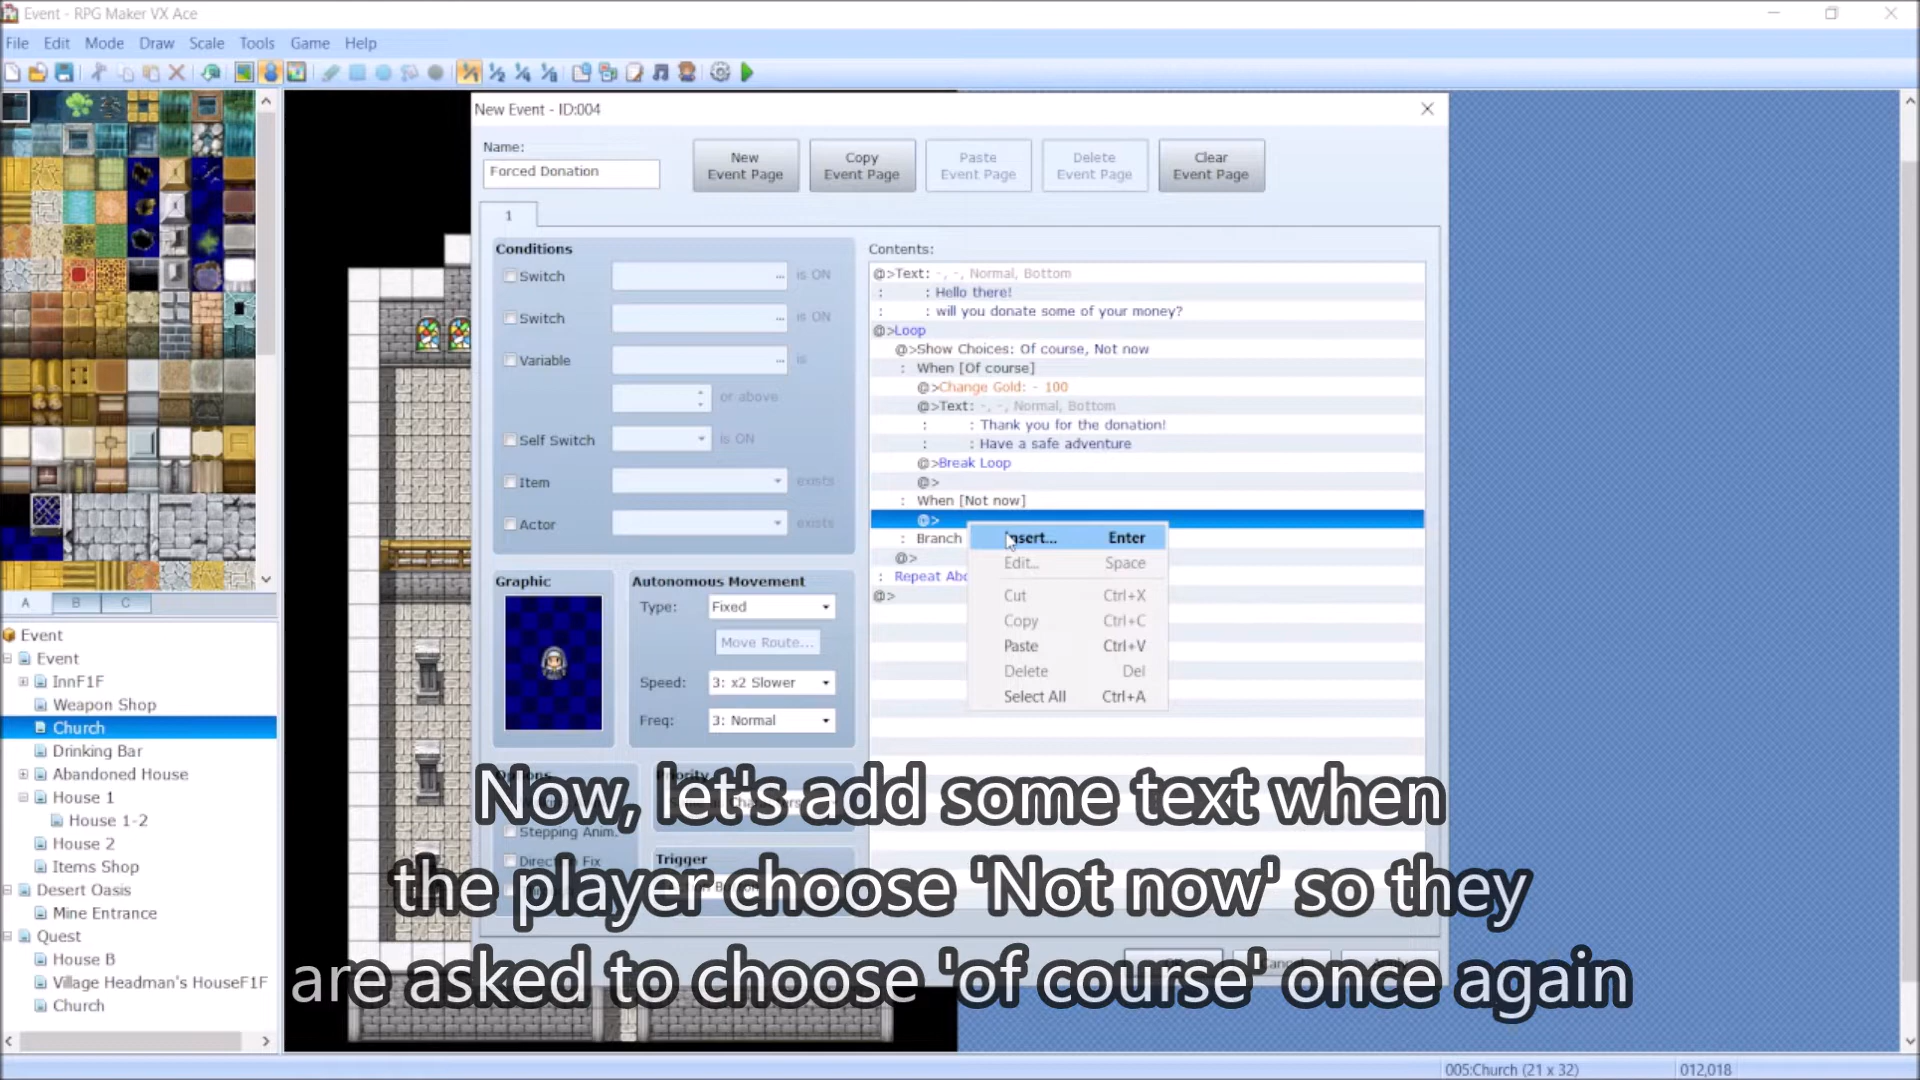 Event - RPG Maker VX Ace
File Edit Mode Draw Scale Tools Game Help
New Event - ID:004
Name:
Forced Donation
New Event Page
Copy Event Page
Paste Event Page
Delete Event Page
Clear Event Page
1
Conditions
Switch ... is ON
Switch ... is ON
Variable ... is
or above
Self Switch is ON
Item exists
Actor exists
Graphic
Autonomous Movement
Type: Fixed
Move Route...
Speed: 3: x2 Slower
Freq: 3: Normal
Stepping Anim.
Direction Fix
Priority
Trigger
Contents:
@>Text: -, -, Normal, Bottom
: : Hello there!
: : will you donate some of your money?
@>Loop
@>Show Choices: Of course, Not now
: When [Of course]
@>Change Gold: - 100
@>Text: -, -, Normal, Bottom
: : Thank you for the donation!
: : Have a safe adventure
@>Break Loop
@>
: When [Not now]
@>
: Branch
@>
: Repeat Abo
@>
Insert... Enter
Edit... Space
Cut Ctrl+X
Copy Ctrl+C
Paste Ctrl+V
Delete Del
Select All Ctrl+A
A B C
Event
Event
InnF1F
Weapon Shop
Church
Drinking Bar
Abandoned House
House 1
House 1-2
House 2
Items Shop
Desert Oasis
Mine Entrance
Quest
House B
Village Headman's HouseF1F
Church
Now, let's add some text when
the player choose 'Not now' so they
are asked to choose 'of course' once again
005:Church (21 x 32) 012,018